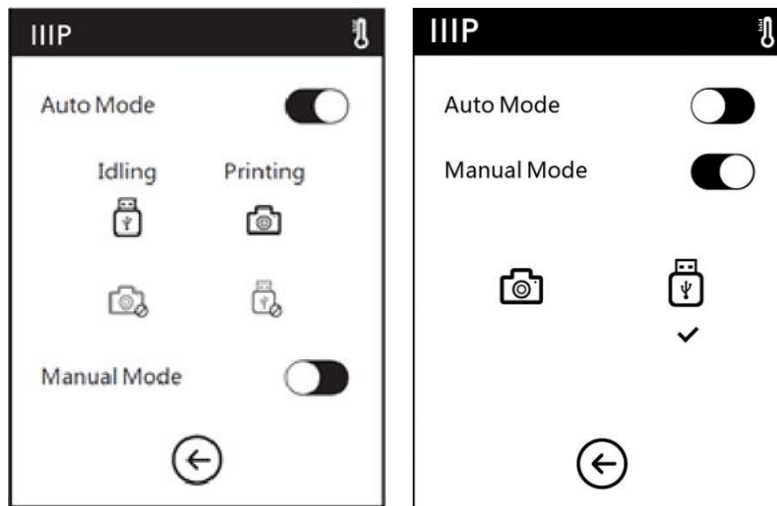 IIIP
Auto Mode
Idling Printing
Manual Mode
IIIP
Auto Mode
Manual Mode